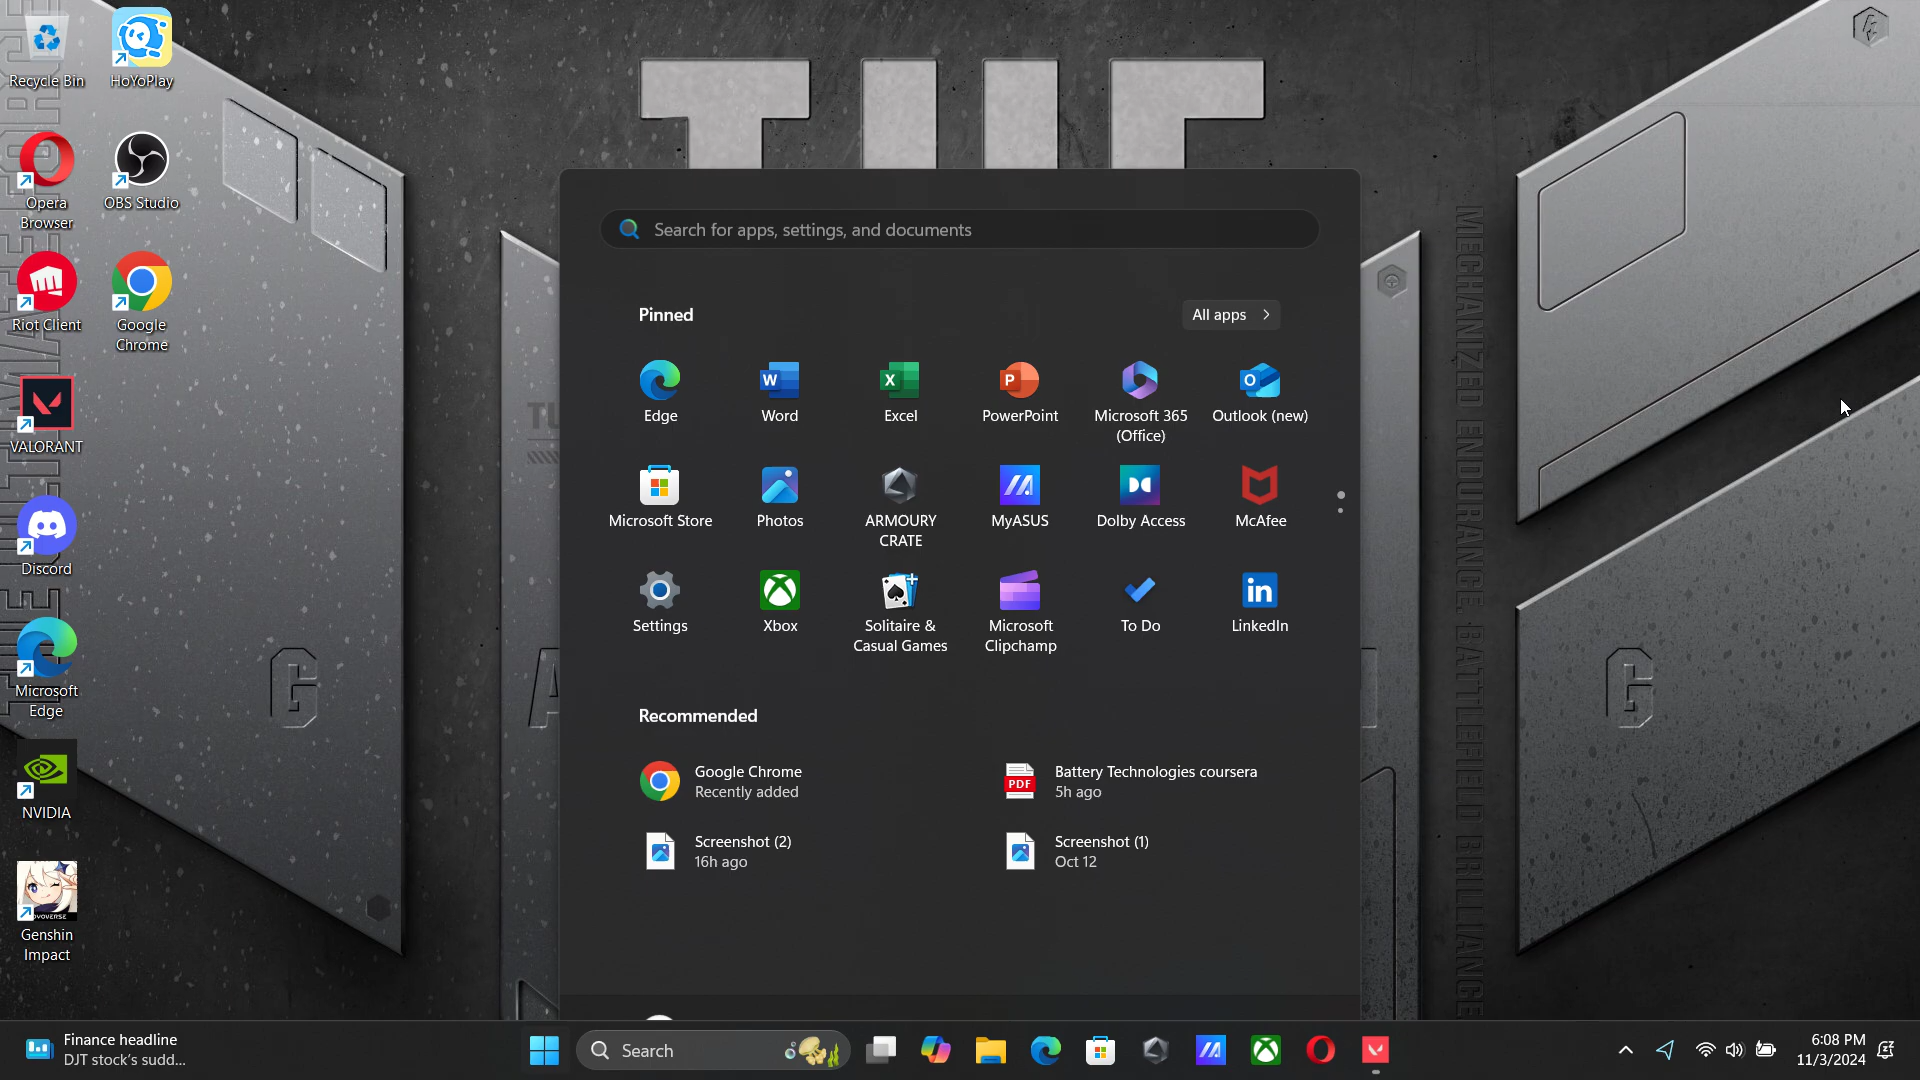 Recycle Bin
HoYoPlay
Opera
Browser
OBS Studio
Riot Client
Google
Chrome
VALORANT
Discord
Microsoft
Edge
NVIDIA
Genshin
Impact
Search for apps, settings, and documents
Pinned
All apps
Edge
Word
Excel
PowerPoint
Microsoft 365
(Office)
Outlook (new)
Microsoft Store
Photos
ARMOURY
CRATE
MyASUS
Dolby Access
McAfee
Settings
Xbox
Solitaire &
Casual Games
Microsoft
Clipchamp
To Do
LinkedIn
Recommended
Google Chrome
Recently added
PDF
Battery Technologies coursera
5h ago
Screenshot (2)
16h ago
Screenshot (1)
Oct 12
MECHANIZED ENDURANCE, BATTLEFIELD BRILLIANCE
G
G
Finance headline
DJT stock's sudd...
Search
6:08 PM
11/3/2024